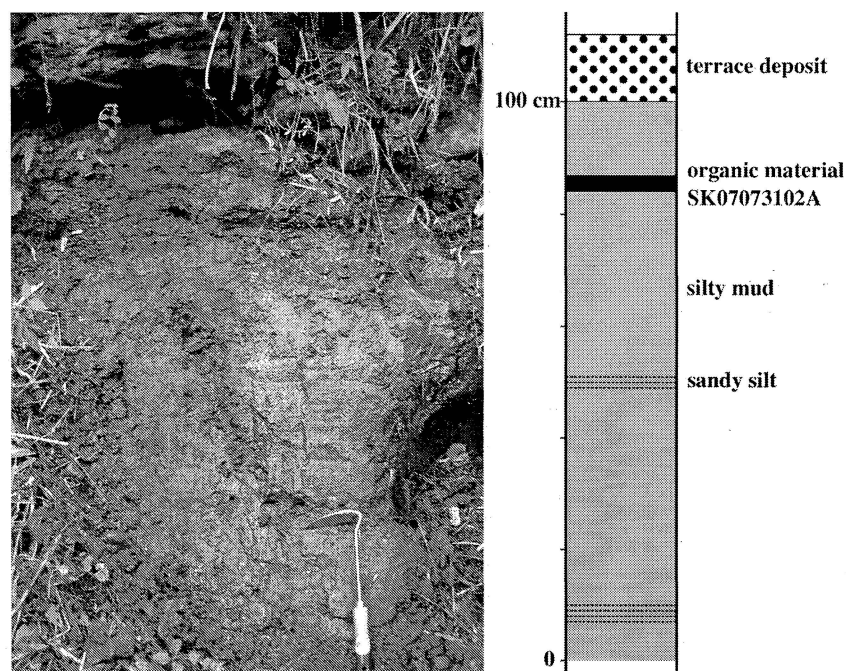 terrace deposit
100 cm
organic material
SK07073102A
silty mud
sandy silt
0